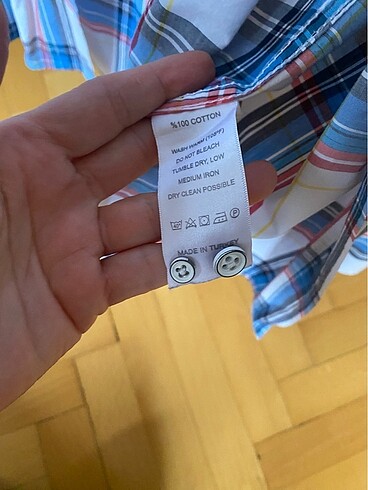 %100 COTTON
WASH WARM (105°F)
DO NOT BLEACH
TUMBLE DRY, LOW
MEDIUM IRON
DRY CLEAN POSSIBLE
MADE IN TURKEY